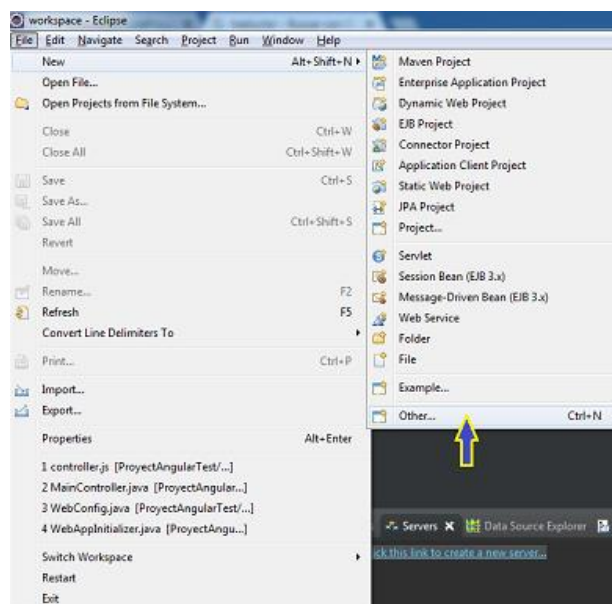 workspace - Eclipse
File Edit Navigate Search Project Run Window Help
New Alt+Shift+N
Open File...
Open Projects from File System...
Close Ctrl+W
Close All Ctrl+Shift+W
Save Ctrl+S
Save As...
Save All Ctrl+Shift+S
Revert
Move...
Rename... F2
Refresh F5
Convert Line Delimiters To
Print... Ctrl+P
Import...
Export...
Properties Alt+Enter
1 controller.js [ProyectAngularTest/...]
2 MainController.java [ProyectAngular...]
3 WebConfig.java [ProyectAngularTest/...]
4 WebAppInitializer.java [ProyectAngu...]
Switch Workspace
Restart
Exit
Maven Project
Enterprise Application Project
Dynamic Web Project
EJB Project
Connector Project
Application Client Project
Static Web Project
JPA Project
Project...
Servlet
Session Bean (EJB 3.x)
Message-Driven Bean (EJB 3.x)
Web Service
Folder
File
Example...
Other... Ctrl+N
Servers Data Source Explorer
ick this link to create a new server...